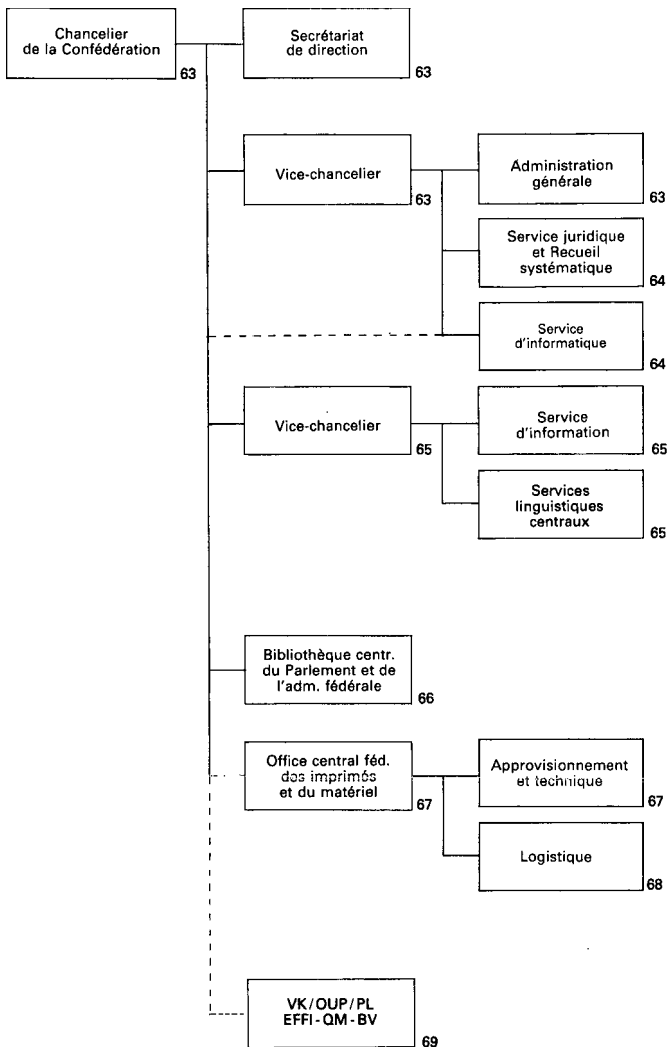 Chancelier
de la Confédération
63
Secrétariat
de direction
63
Vice-chancelier
63
Administration
générale
63
Service juridique
et Recueil
systématique
64
Service
d'informatique
64
Vice-chancelier
65
Service
d'information
65
Services
linguistiques
centraux
65
Bibliothèque centr.
du Parlement et de
l'adm. fédérale
66
Office central féd.
des imprimés
et du matériel
67
Approvisionnement
et technique
67
Logistique
68
VK/OUP/PL
EFFI-QM-BV
69